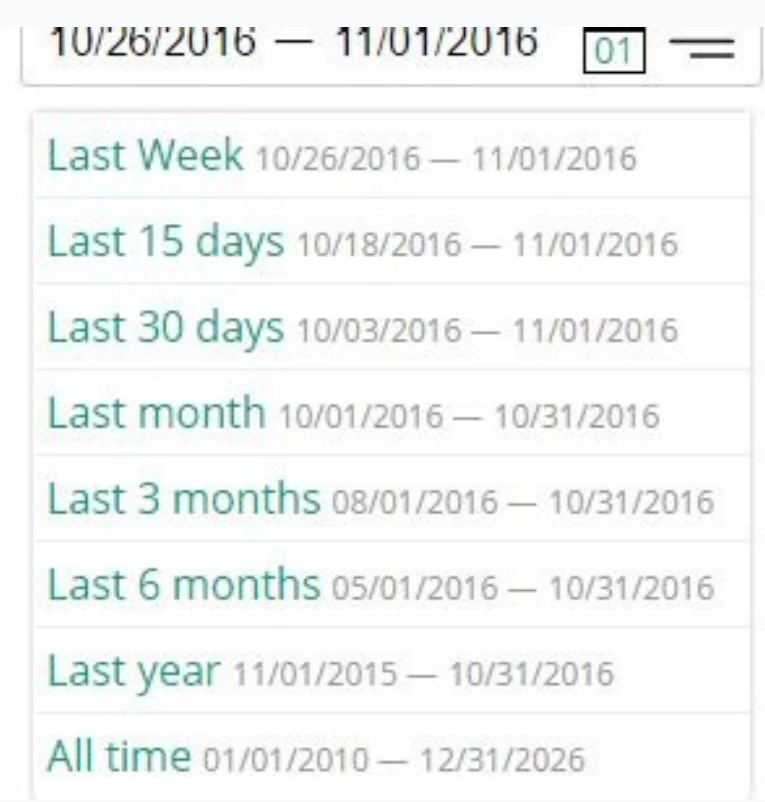 10/26/2016 — 11/01/2016 01
Last Week 10/26/2016 — 11/01/2016
Last 15 days 10/18/2016 — 11/01/2016
Last 30 days 10/03/2016 — 11/01/2016
Last month 10/01/2016 — 10/31/2016
Last 3 months 08/01/2016 — 10/31/2016
Last 6 months 05/01/2016 — 10/31/2016
Last year 11/01/2015 — 10/31/2016
All time 01/01/2010 — 12/31/2026